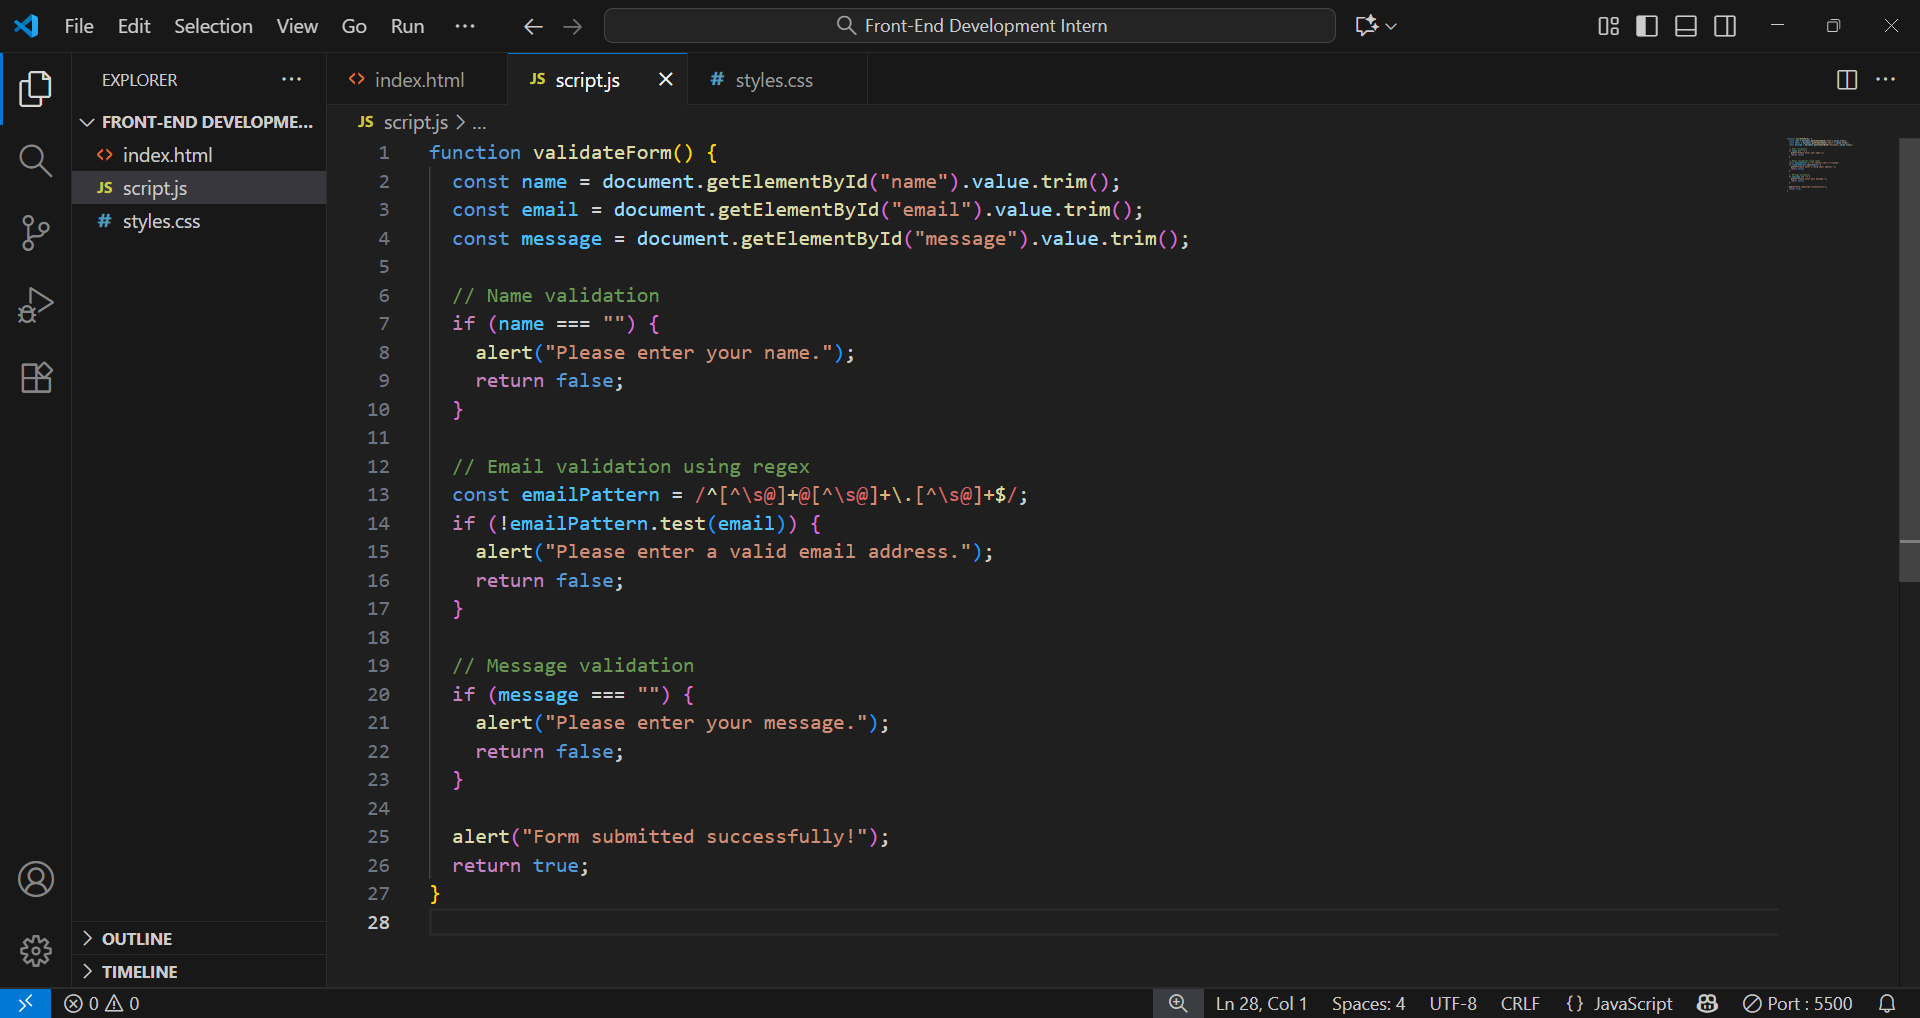 File Edit Selection View Go Run ··· Front-End Development Intern
EXPLORER ···
FRONT-END DEVELOPME...
<> index.html
JS script.js
# styles.css
OUTLINE
TIMELINE
<> index.html JS script.js # styles.css ···
JS script.js > ...
1 function validateForm() {
2   const name = document.getElementById("name").value.trim();
3   const email = document.getElementById("email").value.trim();
4   const message = document.getElementById("message").value.trim();
5
6   // Name validation
7   if (name === "") {
8     alert("Please enter your name.");
9     return false;
10   }
11
12   // Email validation using regex
13   const emailPattern = /^[^\s@]+@[^\s@]+\.[^\s@]+$/;
14   if (!emailPattern.test(email)) {
15     alert("Please enter a valid email address.");
16     return false;
17   }
18
19   // Message validation
20   if (message === "") {
21     alert("Please enter your message.");
22     return false;
23   }
24
25   alert("Form submitted successfully!");
26   return true;
27 }
28
0 0 Ln 28, Col 1 Spaces: 4 UTF-8 CRLF {} JavaScript Port : 5500